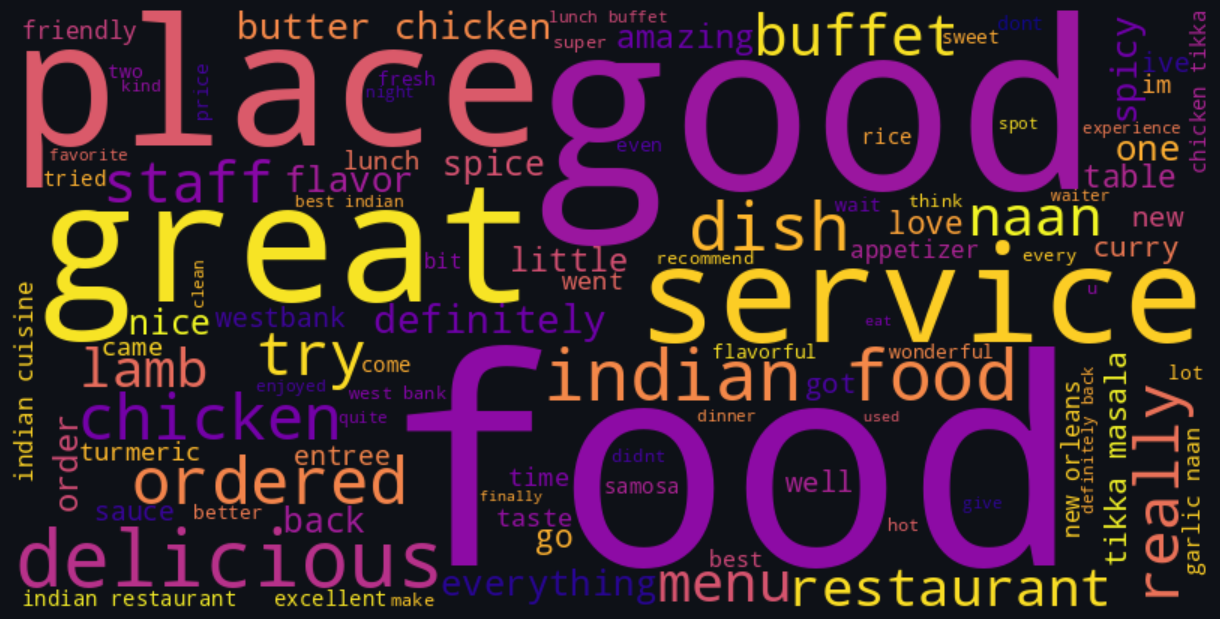 friendly
butter chicken
lunch buffet
super
amazing
buffet
sweet
dont
spicy
chicken tikka
place
good
two
kind
price
fresh
night
ive
im
even
rice
spot
experience
one
favorite
tried
staff
flavor
lunch
spice
table
best indian
great
dish
wait
think
love
naan
waiter
new
appetizer
curry
bit
little
went
recommend
service
every
u
clean
nice
westbank
definitely
eat
indian cuisine
came
try
come
lamb
indian food
flavorful
wonderful
got
lot
enjoyed
west bank
chicken
quite
food
dinner
used
new orleans
definitely back
tikka masala
really
garlic naan
order
turmeric
entree
ordered
time
didnt
samosa
well
finally
give
sauce
better
back
taste
go
hot
delicious
everything
best
menu
restaurant
indian restaurant
excellent
make